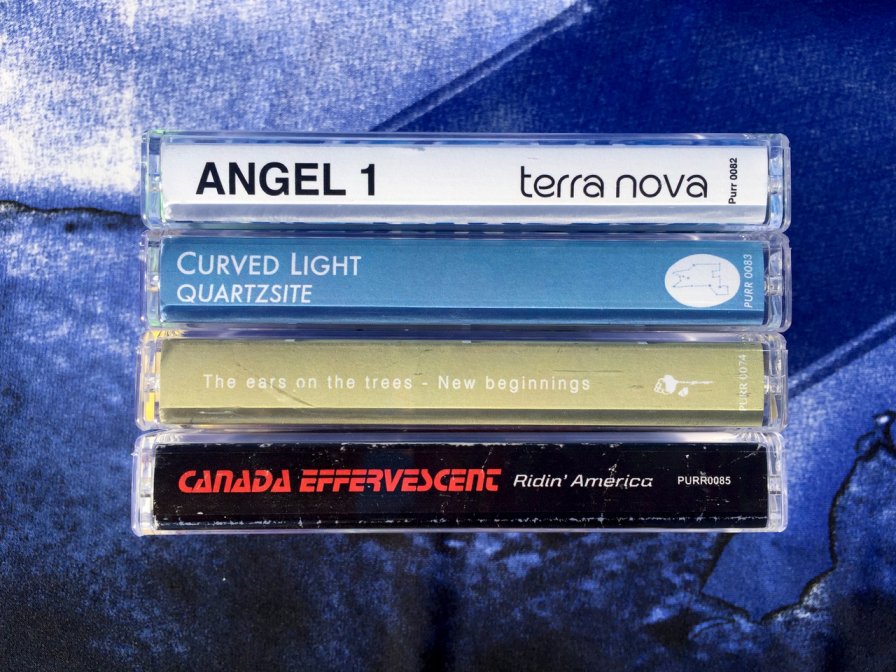 ANGEL 1 terra nova Purr 0082
CURVED LIGHT
QUARTZSITE
PURR 0083
The ears on the trees - New beginnings PURR 0074
CANADA EFFERVESCENT Ridin' America PURR0085